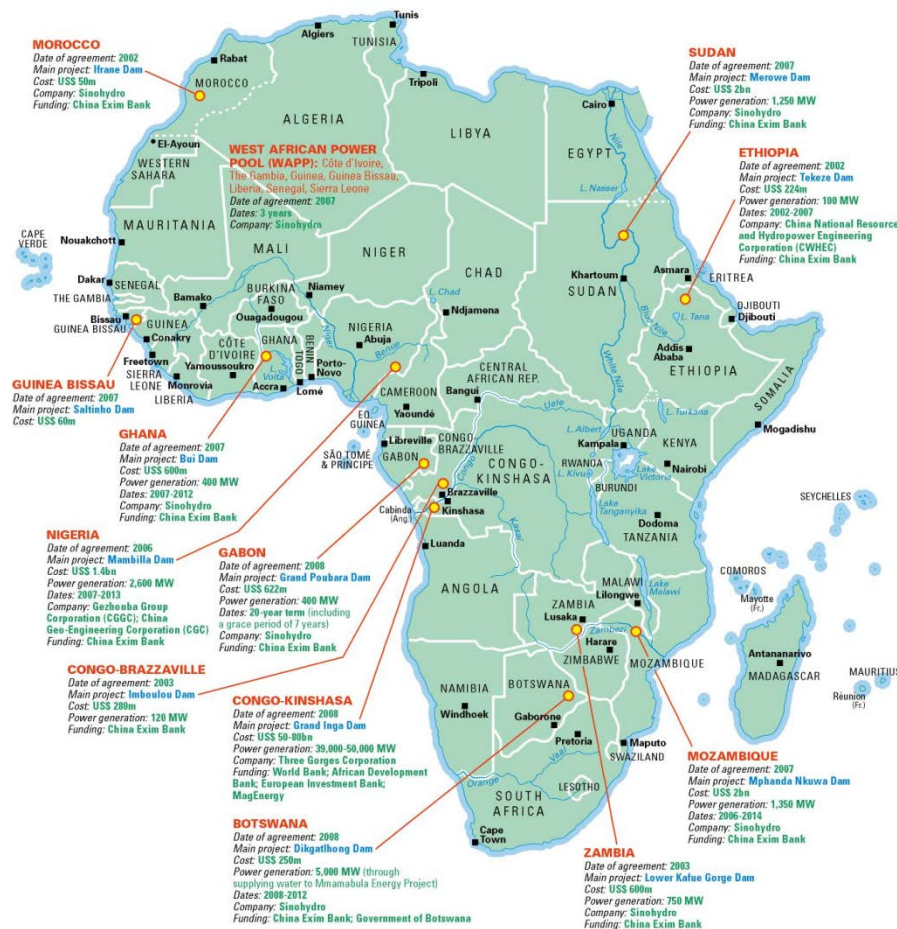 MOROCCO
Date of agreement: 2002
Main project: Ifrane Dam
Cost: US$ 50m
Company: Sinohydro
Funding: China Exim Bank
WEST AFRICAN POWER
POOL (WAPP): Côte d'Ivoire,
The Gambia, Guinea, Guinea Bissau,
Liberia, Senegal, Sierra Leone
Date of agreement: 2007
Dates: 3 years
Company: Sinohydro
SUDAN
Date of agreement: 2007
Main project: Merowe Dam
Cost: US$ 2bn
Power generation: 1,250 MW
Company: Sinohydro
Funding: China Exim Bank
ETHIOPIA
Date of agreement: 2002
Main project: Tekeze Dam
Cost: US$ 224m
Power generation: 100 MW
Dates: 2002-2007
Company: China National Resources
and Hydropower Engineering
Corporation (CWHEC)
Funding: China Exim Bank
GUINEA BISSAU
Date of agreement: 2007
Main project: Saltinho Dam
Cost: US$ 60m
GHANA
Date of agreement: 2007
Main project: Bui Dam
Cost: US$ 600m
Power generation: 400 MW
Dates: 2007-2012
Company: Sinohydro
Funding: China Exim Bank
NIGERIA
Date of agreement: 2006
Main project: Mambilla Dam
Cost: US$ 1.4bn
Power generation: 2,600 MW
Dates: 2007-2013
Company: Gezhouba Group
Corporation (CGGC); China
Geo-Engineering Corporation (CGC)
Funding: China Exim Bank
GABON
Date of agreement: 2008
Main project: Grand Poubara Dam
Cost: US$ 622m
Power generation: 400 MW
Dates: 20-year term (including
a grace period of 7 years)
Company: Sinohydro
Funding: China Exim Bank
CONGO-BRAZZAVILLE
Date of agreement: 2003
Main project: Imboulou Dam
Cost: US$ 280m
Power generation: 120 MW
Funding: China Exim Bank
CONGO-KINSHASA
Date of agreement: 2008
Main project: Grand Inga Dam
Cost: US$ 50-80bn
Power generation: 39,000-50,000 MW
Company: Three Gorges Corporation
Funding: World Bank; African Development
Bank; European Investment Bank;
MagEnergy
BOTSWANA
Date of agreement: 2008
Main project: Dikgatlhong Dam
Cost: US$ 250m
Power generation: 5,000 MW (through
supplying water to Mmamabula Energy Project)
Dates: 2008-2012
Company: Sinohydro
Funding: China Exim Bank; Government of Botswana
ZAMBIA
Date of agreement: 2003
Main project: Lower Kafue Gorge Dam
Cost: US$ 600m
Power generation: 750 MW
Company: Sinohydro
Funding: China Exim Bank
MOZAMBIQUE
Date of agreement: 2007
Main project: Mphanda Nkuwa Dam
Cost: US$ 2bn
Power generation: 1,350 MW
Dates: 2006-2014
Company: Sinohydro
Funding: China Exim Bank
Algiers
Tunis
TUNISIA
Rabat
MOROCCO
Tripoli
Cairo
ALGERIA
LIBYA
EGYPT
Nile
L. Nasser
El-Ayoun
WESTERN
SAHARA
MAURITANIA
Nouakchott
CAPE
VERDE
MALI
NIGER
CHAD
Khartoum
SUDAN
Asmara
ERITREA
Dakar
SENEGAL
THE GAMBIA
Bamako
BURKINA
FASO
Ouagadougou
Niamey
L. Chad
Ndjamena
Blue Nile
L. Tana
DJIBOUTI
Djibouti
Bissau
GUINEA BISSAU
GUINEA
Conakry
Freetown
SIERRA
LEONE
Monrovia
LIBERIA
CÔTE
D'IVOIRE
Yamoussoukro
GHANA
L.
Volta
Accra
TOGO
Lomé
BENIN
Porto-
Novo
Niger
NIGERIA
Abuja
Benue
CAMEROON
Yaoundé
CENTRAL
AFRICAN REP.
Bangui
White Nile
Addis
Ababa
ETHIOPIA
SOMALIA
Mogadishu
EQ.
GUINEA
SÃO TOMÉ
& PRINCIPE
Libreville
GABON
CONGO-
BRAZZAVILLE
Congo
Uele
Brazzaville
Kinshasa
Cabinda
(Ang.)
CONGO-
KINSHASA
Kasai
L. Albert
Kampala
UGANDA
L. Turkana
KENYA
Nairobi
RWANDA
L. Kivu
BURUNDI
Lake
Victoria
Lake
Tanganyika
Dodoma
TANZANIA
SEYCHELLES
Luanda
ANGOLA
ZAMBIA
Lusaka
MALAWI
Lilongwe
Lake
Malawi
COMOROS
Mayotte
(Fr.)
Zambezi
Harare
ZIMBABWE
MOZAMBIQUE
Antananarivo
MADAGASCAR
MAURITIUS
Réunion
(Fr.)
NAMIBIA
Windhoek
BOTSWANA
Gaborone
Pretoria
Maputo
SWAZILAND
Vaal
Orange
LESOTHO
SOUTH
AFRICA
Cape
Town